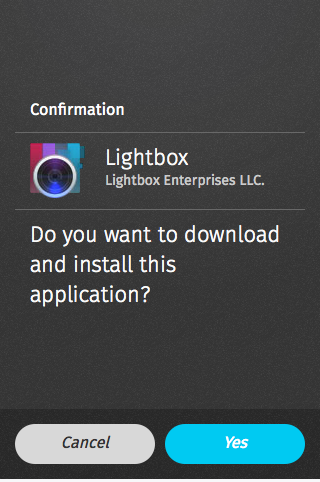 Confirmation
Lightbox
Lightbox Enterprises LLC.
Do you want to download
and install this
application?
Cancel
Yes